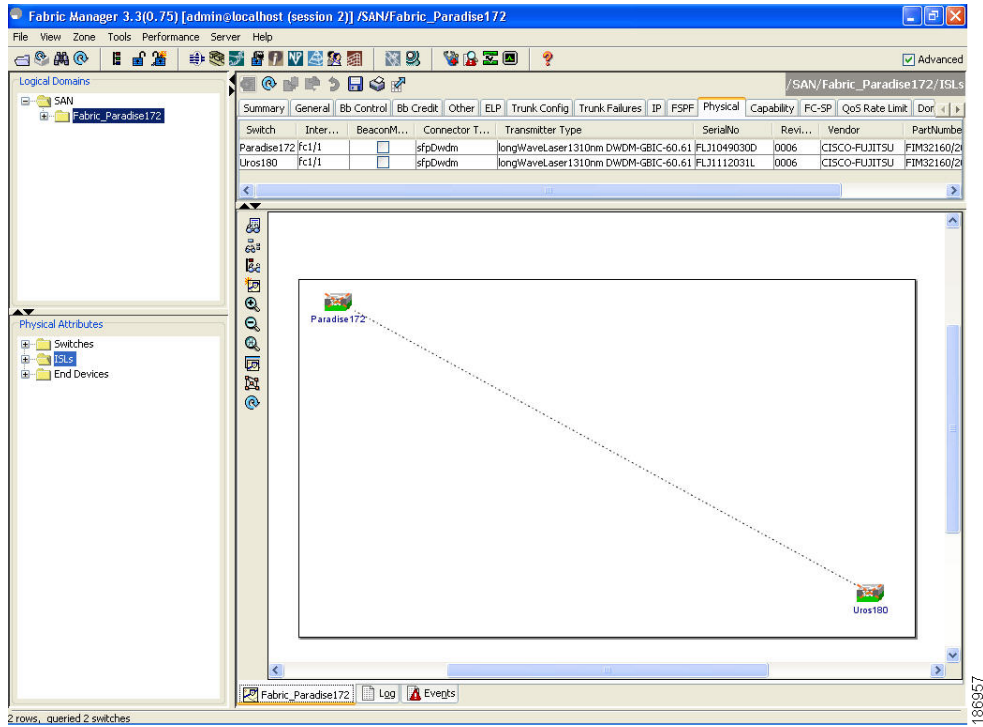 Fabric Manager 3.3(0.75) [admin@localhost (session 2)] /SAN/Fabric_Paradise172
File View Zone Tools Performance Server Help
Advanced
Logical Domains
SAN
Fabric_Paradise172
/SAN/Fabric_Paradise172/ISLs
Summary General Bb Control Bb Credit Other ELP Trunk Config Trunk Failures IP FSPF Physical Capability FC-SP QoS Rate Limit Dor
Switch Inter... BeaconM... Connector T... Transmitter Type SerialNo Revi... Vendor PartNumbe
Paradise172 fc1/1 sfpDwdm longWaveLaser1310nm DWDM-GBIC-60.61 FLJ1049030D 0006 CISCO-FUJITSU FIM32160/2
Uros180 fc1/1 sfpDwdm longWaveLaser1310nm DWDM-GBIC-60.61 FLJ1112031L 0006 CISCO-FUJITSU FIM32160/2
Physical Attributes
Switches
ISLs
End Devices
Paradise172
Uros180
Fabric_Paradise172 Log Events
2 rows, queried 2 switches
186957